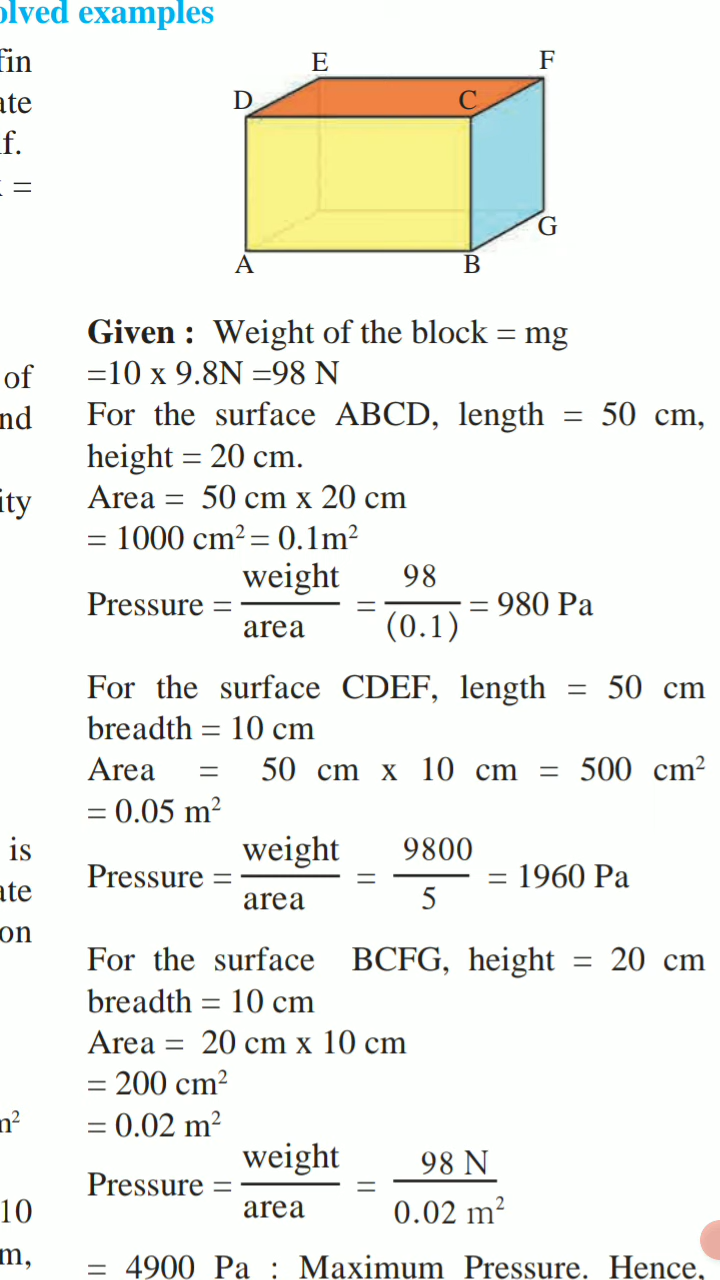 olved examples
fin
ate
f.
=
of
nd
ity
is
ate
on
m²
10
m,
E F
D C
G
A B
Given : Weight of the block = mg
=10 x 9.8N =98 N
For the surface ABCD, length = 50 cm,
height = 20 cm.
Area = 50 cm x 20 cm
= 1000 cm² = 0.1m²
Pressure = weight / area = 98 / (0.1) = 980 Pa
For the surface CDEF, length = 50 cm
breadth = 10 cm
Area = 50 cm x 10 cm = 500 cm²
= 0.05 m²
Pressure = weight / area = 9800 / 5 = 1960 Pa
For the surface BCFG, height = 20 cm
breadth = 10 cm
Area = 20 cm x 10 cm
= 200 cm²
= 0.02 m²
Pressure = weight / area = 98 N / 0.02 m²
= 4900 Pa : Maximum Pressure. Hence,